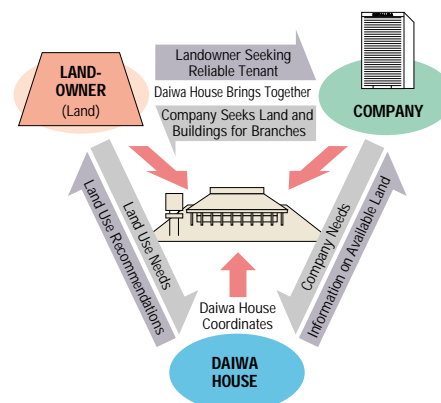 LAND-
OWNER
(Land)
Landowner Seeking
Reliable Tenant
Daiwa House Brings Together
Company Seeks Land and
Buildings for Branches
COMPANY
Land Use Recommendations
Land Use Needs
Company Needs
Information on Available Land
Daiwa House
Coordinates
DAIWA
HOUSE